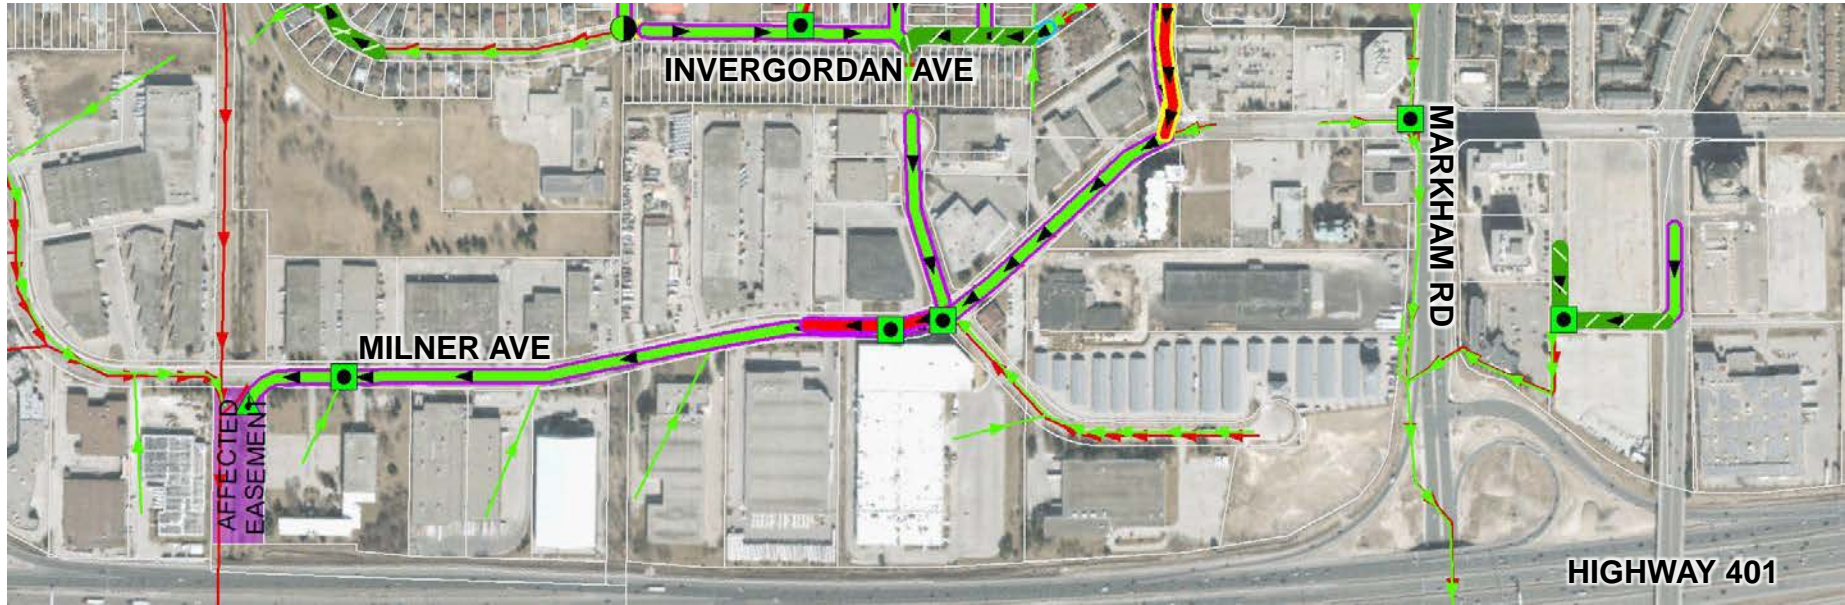 INVERGORDAN AVE
MARKHAM RD
MILNER AVE
AFFECTED
EASEMENT
HIGHWAY 401